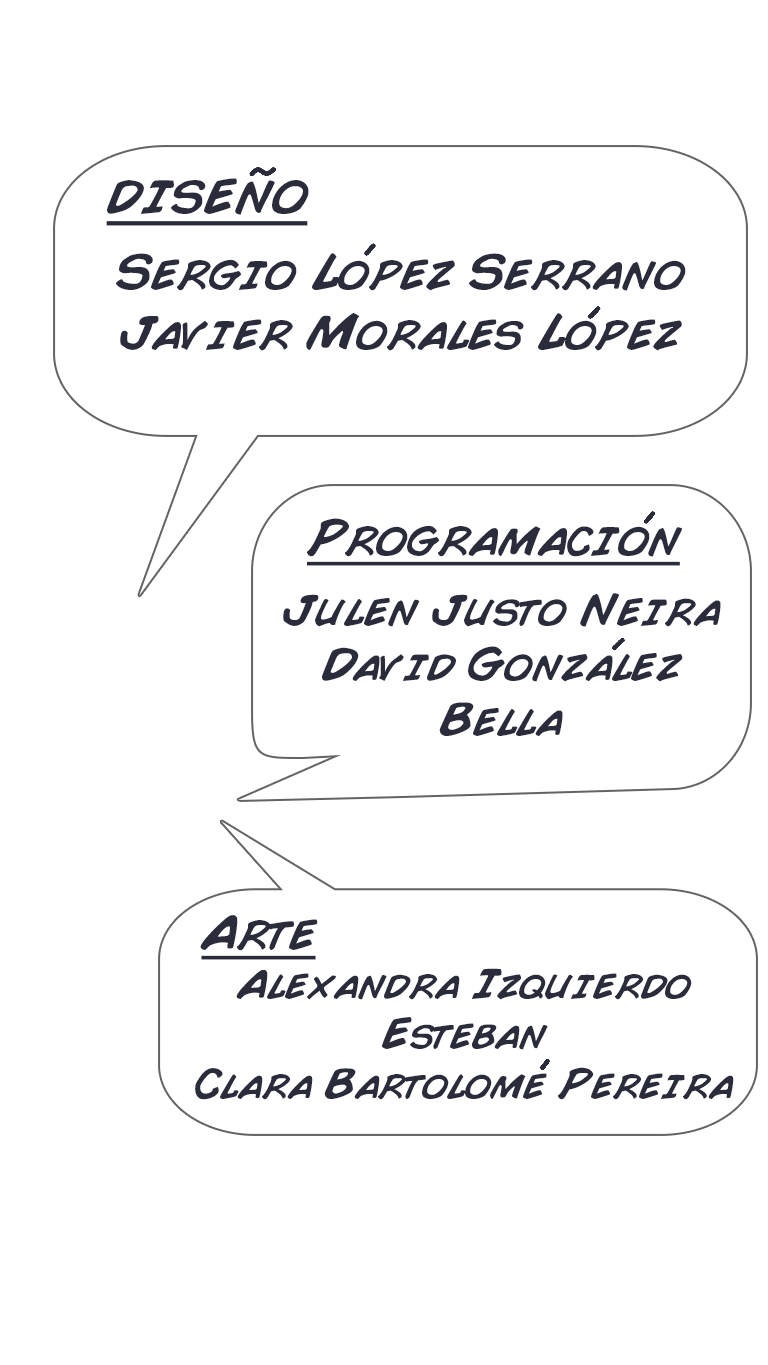 DISEÑO
SERGIO LÓPEZ SERRANO
JAVIER MORALES LÓPEZ
PROGRAMACIÓN
JULEN JUSTO NEIRA
DAVID GONZÁLEZ
BELLA
ARTE
ALEXANDRA IZQUIERDO
ESTEBAN
CLARA BARTOLOMÉ PEREIRA